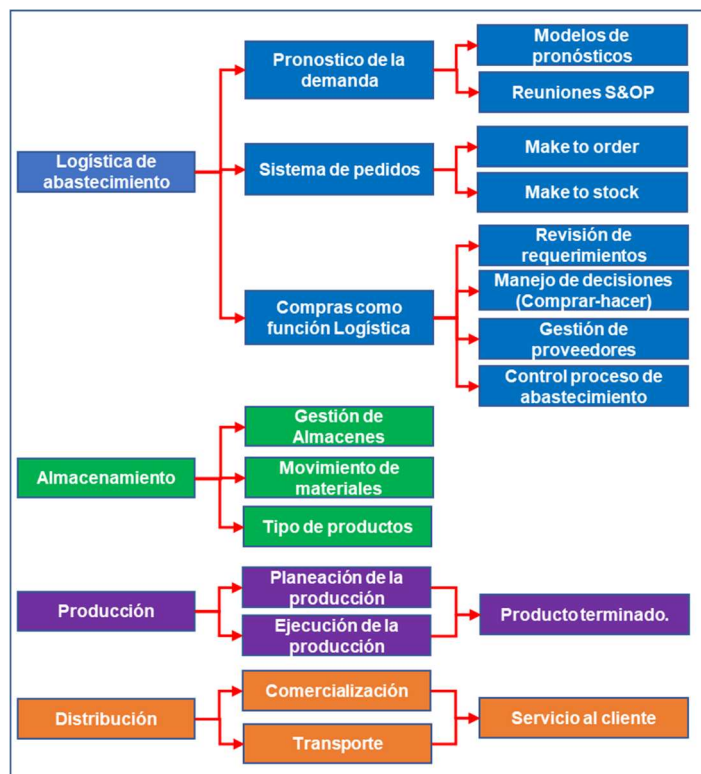 Logística de
abastecimiento
Pronostico de la
demanda
Modelos de
pronósticos
Reuniones S&OP
Sistema de pedidos
Make to order
Make to stock
Compras como
función Logística
Revisión de
requerimientos
Manejo de decisiones
(Comprar-hacer)
Gestión de
proveedores
Control proceso de
abastecimiento
Almacenamiento
Gestión de
Almacenes
Movimiento de
materiales
Tipo de productos
Producción
Planeación de la
producción
Ejecución de la
producción
Producto terminado.
Distribución
Comercialización
Transporte
Servicio al cliente